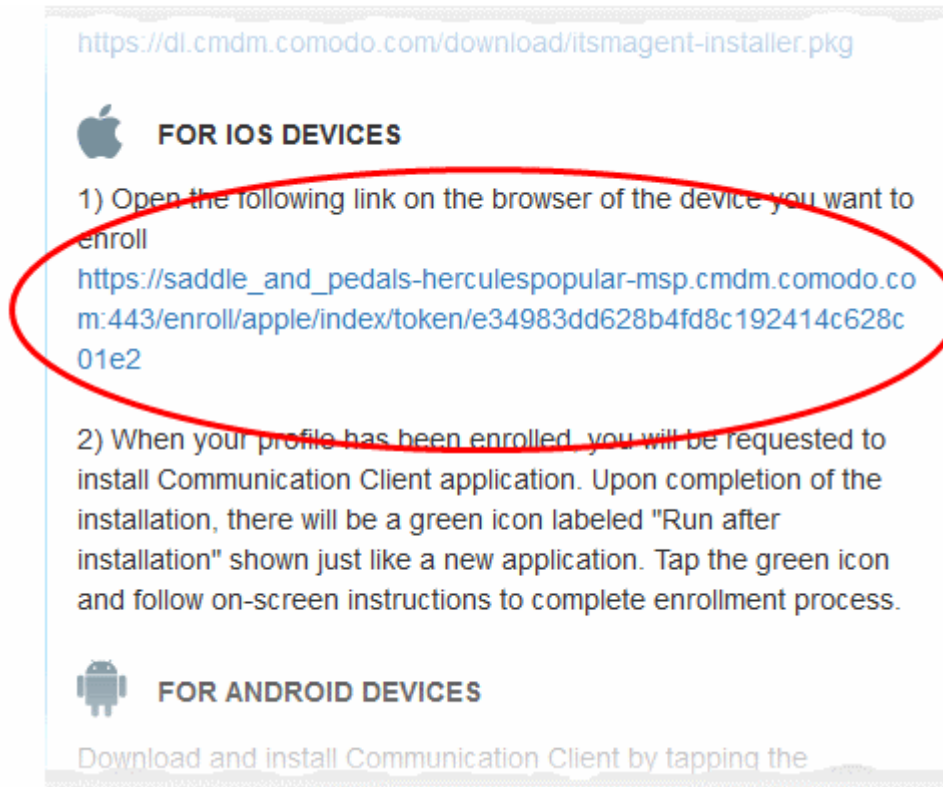 https://dl.cmdm.comodo.com/download/itsmagent-installer.pkg
FOR IOS DEVICES
1) Open the following link on the browser of the device you want to
enroll
https://saddle_and_pedals-herculespopular-msp.cmdm.comodo.co
m:443/enroll/apple/index/token/e34983dd628b4fd8c192414c628c
01e2
2) When your profile has been enrolled, you will be requested to
install Communication Client application. Upon completion of the
installation, there will be a green icon labeled "Run after
installation" shown just like a new application. Tap the green icon
and follow on-screen instructions to complete enrollment process.
FOR ANDROID DEVICES
Download and install Communication Client by tapping the